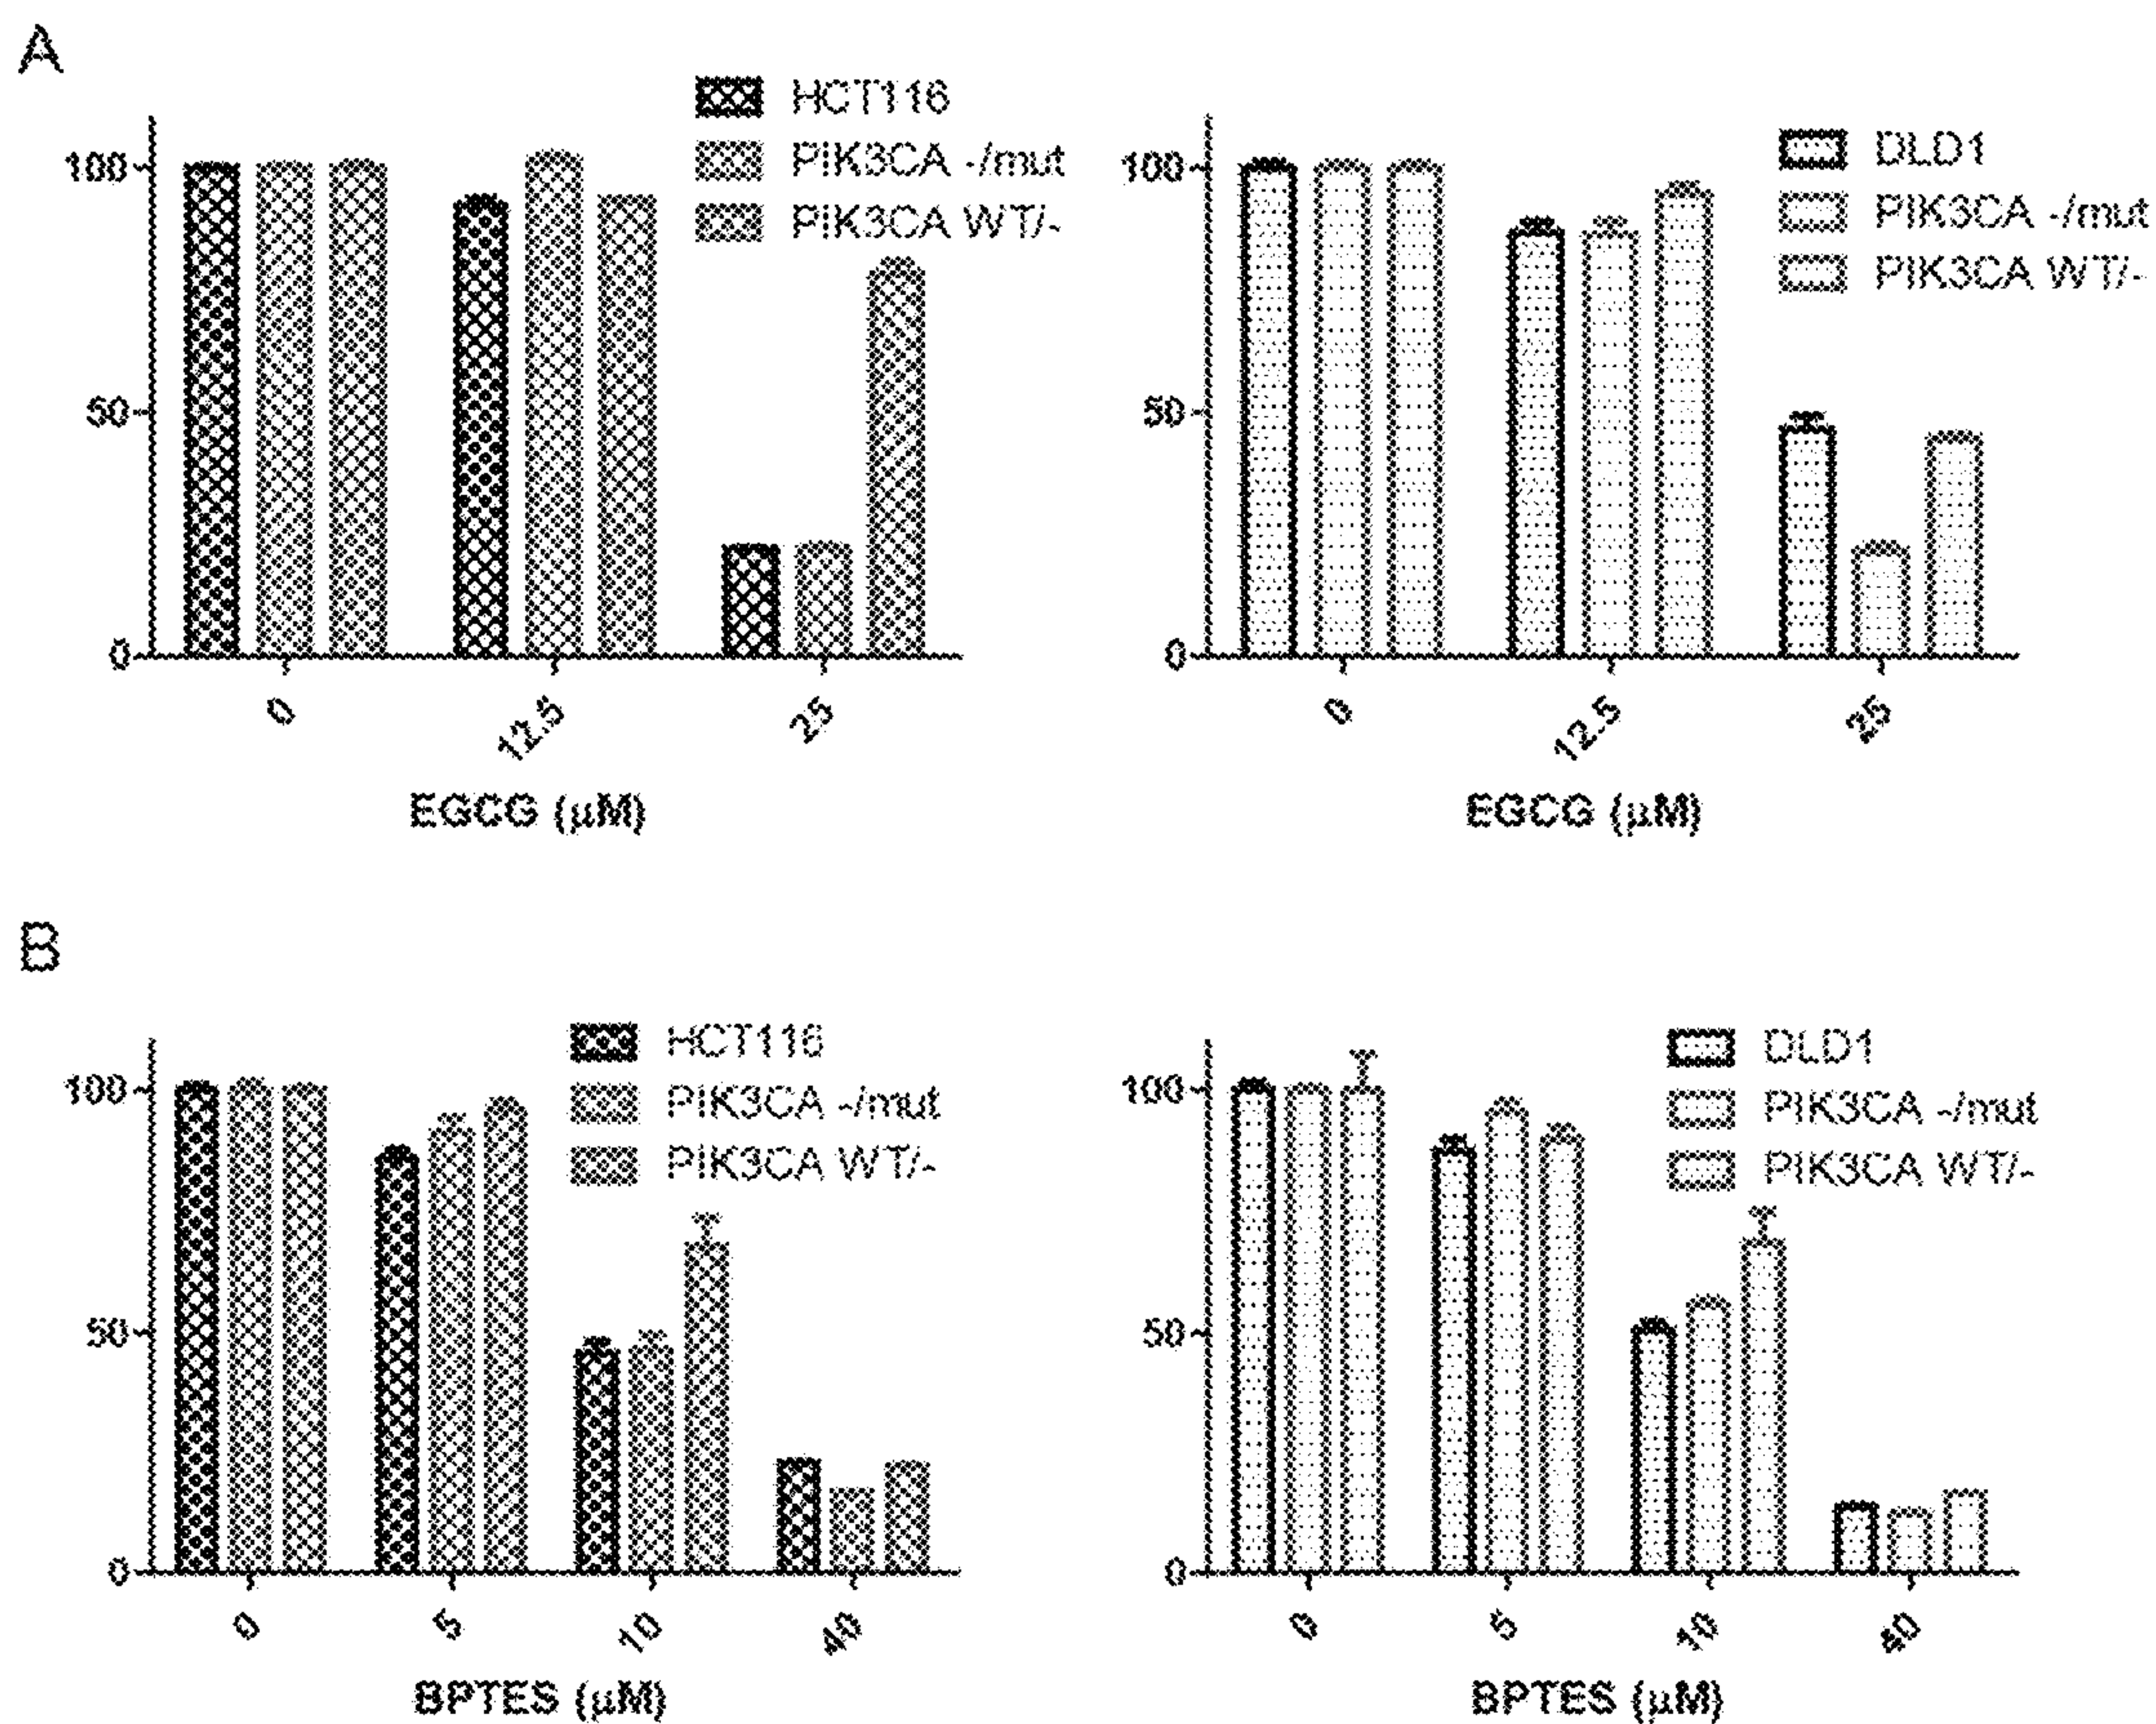 A
HCT116
PIK3CA -/mut
PIK3CA WT/-
100
50
0
0 12.5 25
EGCG (μM)
DLD1
PIK3CA -/mut
PIK3CA WT/-
100
50
0
0 12.5 25
EGCG (μM)
B
HCT116
PIK3CA -/mut
PIK3CA WT/-
100
50
0
0 5 10 40
BPTES (μM)
DLD1
PIK3CA -/mut
PIK3CA WT/-
100
50
0
0 5 10 40
BPTES (μM)